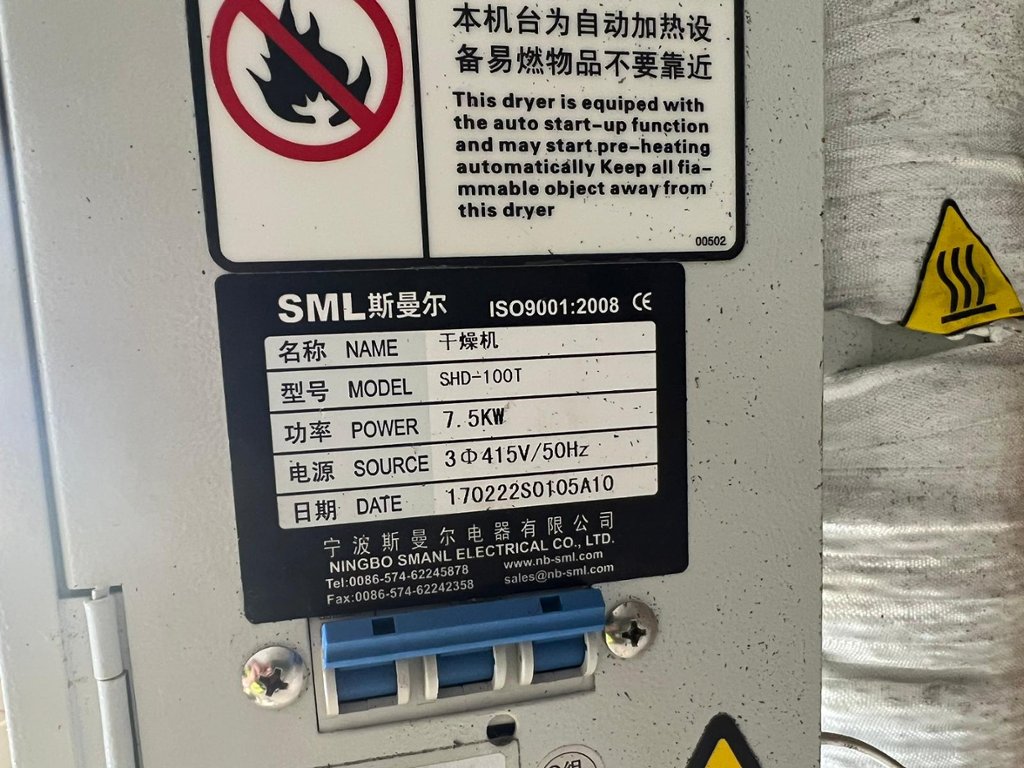 本机台为自动加热设
备易燃物品不要靠近
This dryer is equiped with
the auto start-up function
and may start pre-heating
automatically Keep all fla-
mmable object away from
this dryer
00502
SML斯曼尔 ISO9001:2008 CE
名称 NAME 干燥机
型号 MODEL SHD-100T
功率 POWER 7.5KW
电源 SOURCE 3Φ415V/50Hz
日期 DATE 170222S0105A10
宁波斯曼尔电器有限公司
NINGBO SMANL ELECTRICAL CO., LTD.
Tel:0086-574-62245878 www.nb-sml.com
Fax:0086-574-62242358 sales@nb-sml.com